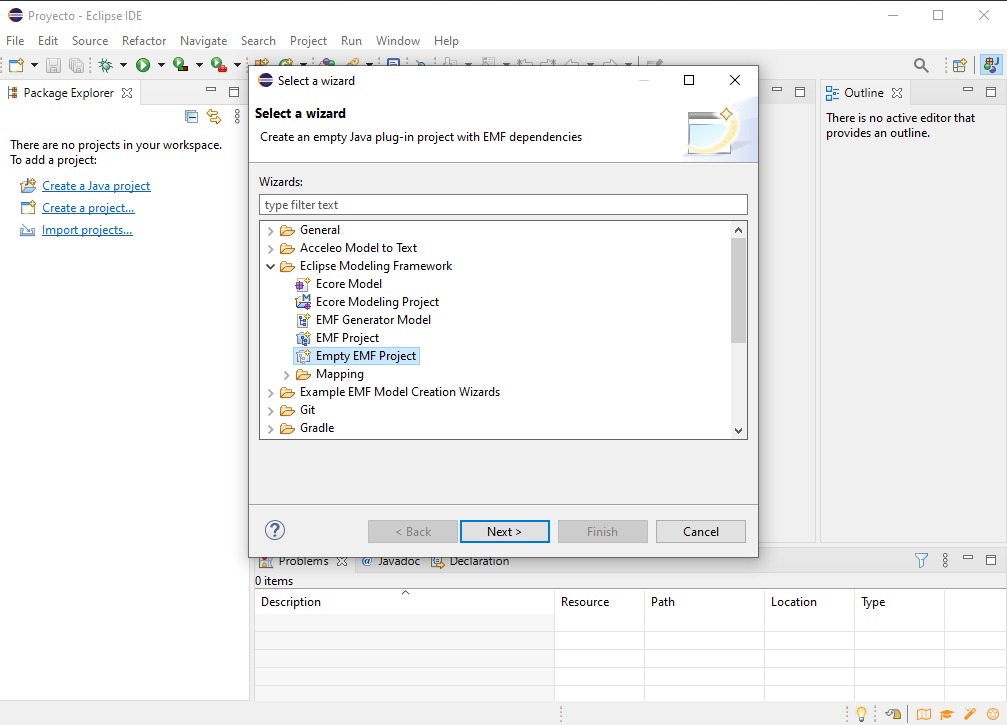 Proyecto - Eclipse IDE
File Edit Source Refactor Navigate Search Project Run Window Help
Package Explorer
There are no projects in your workspace.
To add a project:
Create a Java project
Create a project...
Import projects...
Select a wizard
Select a wizard
Create an empty Java plug-in project with EMF dependencies
Wizards:
type filter text
General
Acceleo Model to Text
Eclipse Modeling Framework
Ecore Model
Ecore Modeling Project
EMF Generator Model
EMF Project
Empty EMF Project
Mapping
Example EMF Model Creation Wizards
Git
Gradle
< Back Next > Finish Cancel
Outline
There is no active editor that
provides an outline.
Problems @ Javadoc Declaration
0 items
Description Resource Path Location Type